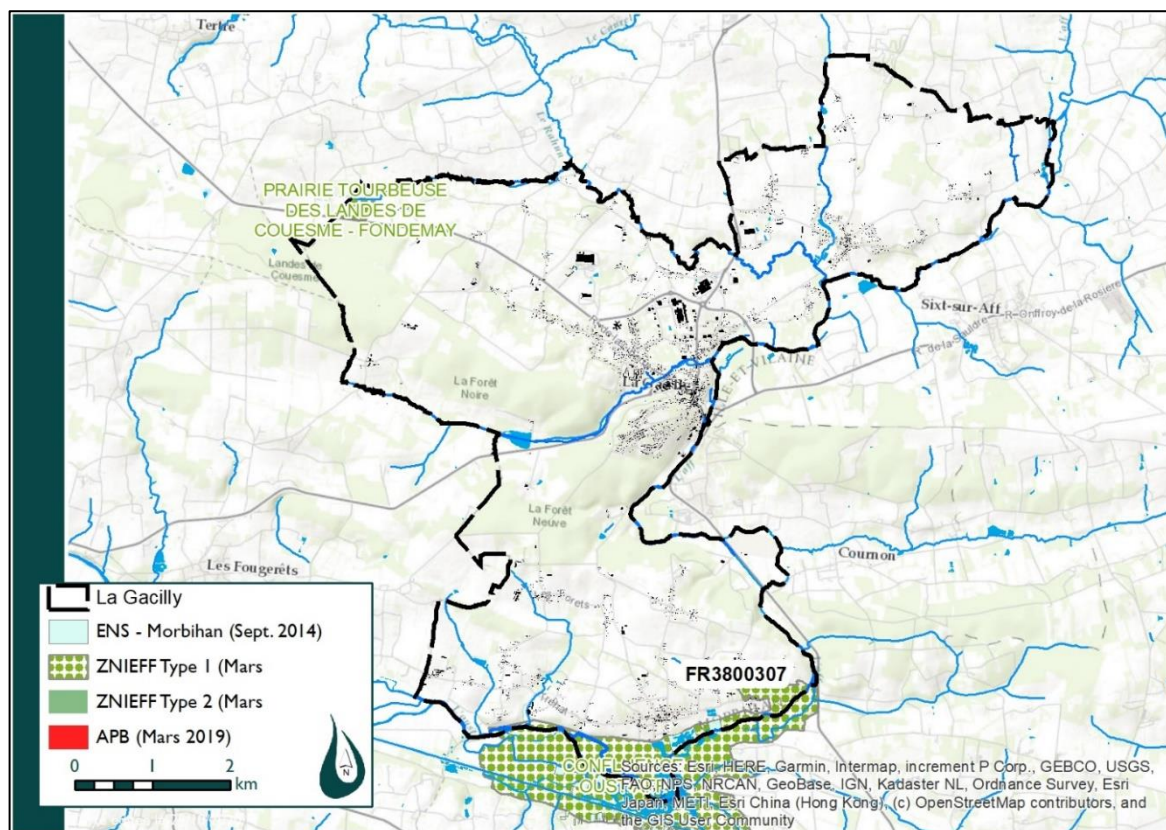 Tertre
PRAIRIE TOURBEUSE
DES LANDES DE
COUESME - FONDEMAY
Landes de
Couesme
Sixt-sur-Aff
La Forêt
Noire
La Forêt
Neuve
Cournon
Les Fougerêts
FR3800307
La Gacilly
ENS - Morbihan (Sept. 2014)
ZNIEFF Type 1 (Mars
ZNIEFF Type 2 (Mars
APB (Mars 2019)
0 1 2
km
N
Sources: Esri, HERE, Garmin, Intermap, increment P Corp., GEBCO, USGS,
FAO, NPS, NRCAN, GeoBase, IGN, Kadaster NL, Ordnance Survey, Esri
Japan, METI, Esri China (Hong Kong), (c) OpenStreetMap contributors, and
the GIS User Community